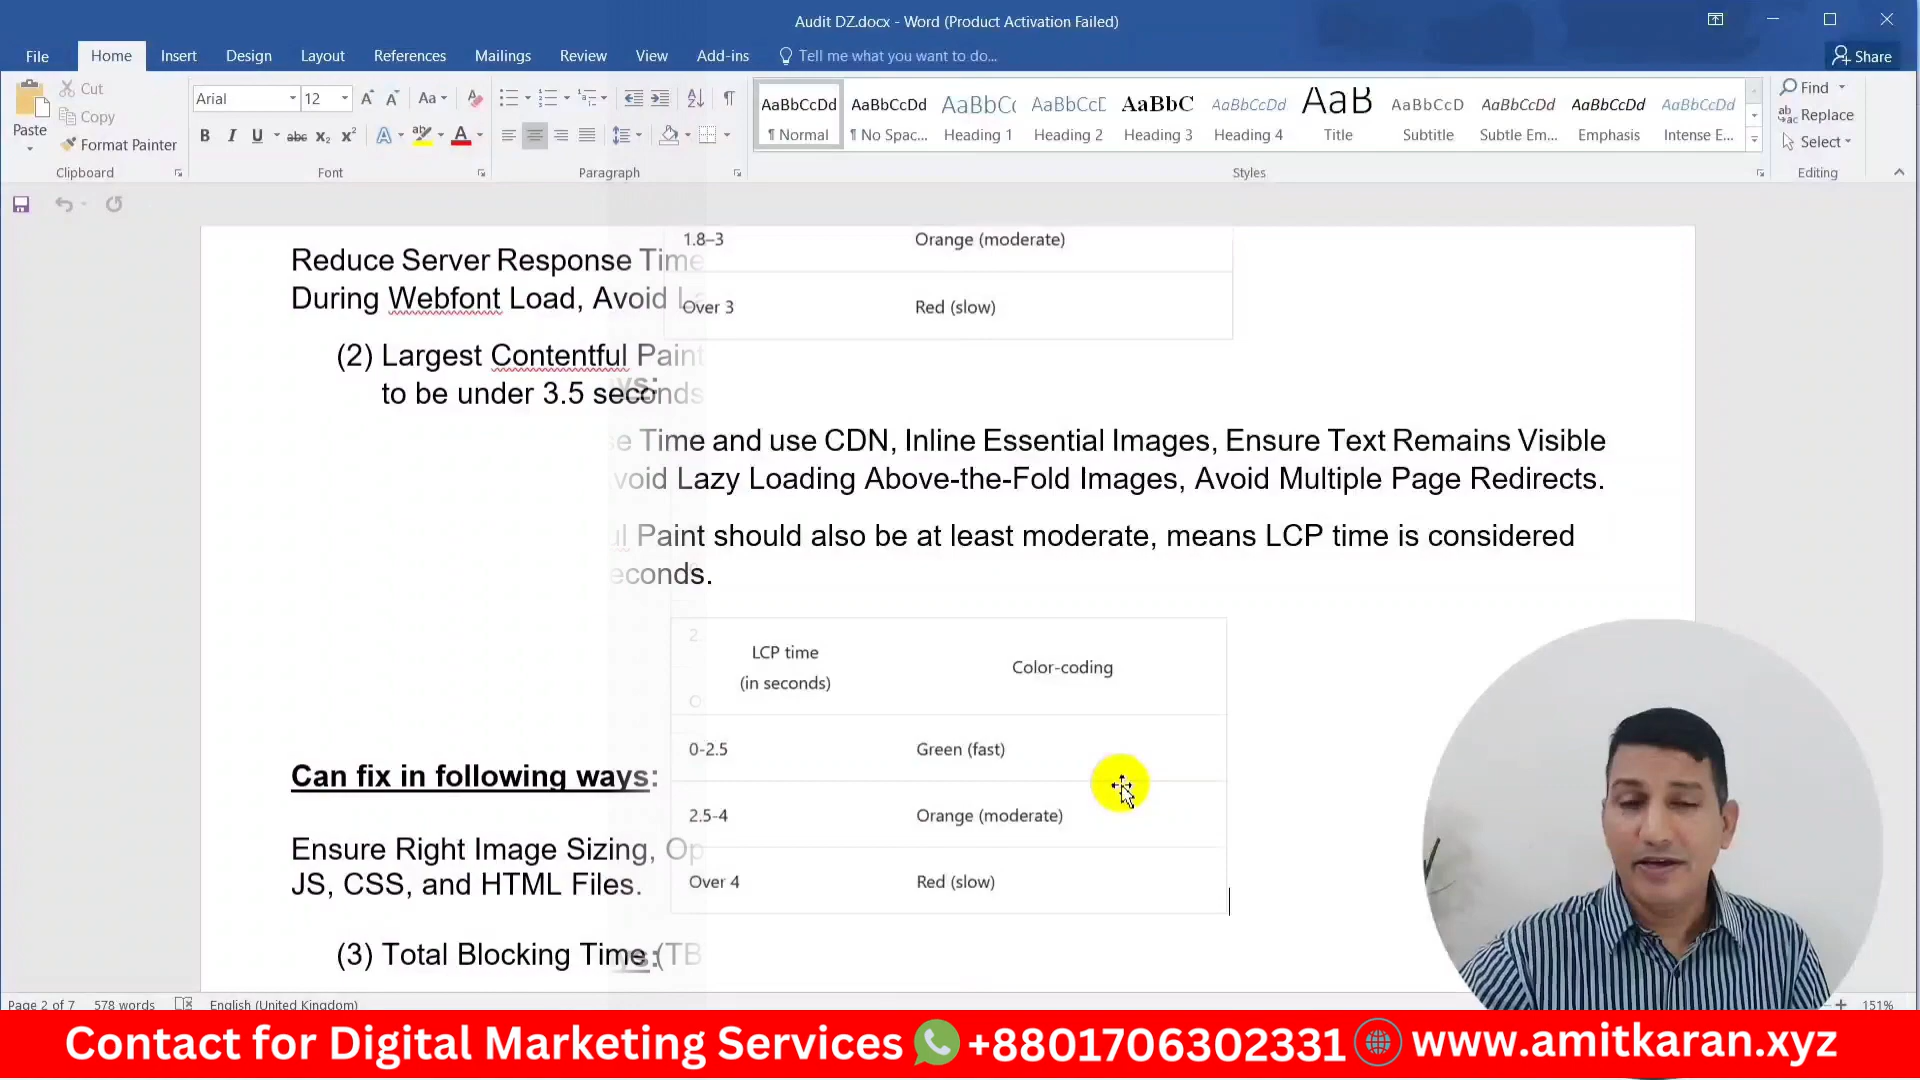 Audit DZ.docx - Word (Product Activation Failed)
File Home Insert Design Layout References Mailings Review View Add-ins Tell me what you want to do... Share
Paste Cut Copy Format Painter Clipboard
Arial 12 Font
Paragraph
AaBbCcDd AaBbCcDd AaBbC AaBbCcD AaBbC AaBbCcDd AaB AaBbCcD AaBbCcDd AaBbCcDd AaBbCcDd
¶ Normal ¶ No Spac... Heading 1 Heading 2 Heading 3 Heading 4 Title Subtitle Subtle Em... Emphasis Intense E...
Styles
Find
Replace
Select
Editing
1.8–3 Orange (moderate)
Over 3 Red (slow)
Reduce Server Response Time
During Webfont Load, Avoid La
(2) Largest Contentful Paint
to be under 3.5 seconds
ys:
se Time and use CDN, Inline Essential Images, Ensure Text Remains Visible
void Lazy Loading Above-the-Fold Images, Avoid Multiple Page Redirects.
ul Paint should also be at least moderate, means LCP time is considered
econds.
LCP time
(in seconds)
Color-coding
0-2.5 Green (fast)
2.5-4 Orange (moderate)
Over 4 Red (slow)
Can fix in following ways:
Ensure Right Image Sizing, Op
JS, CSS, and HTML Files.
(3) Total Blocking Time (TB
Page 2 of 7 578 words English (United Kingdom) 151%
Contact for Digital Marketing Services +8801706302331 www.amitkaran.xyz